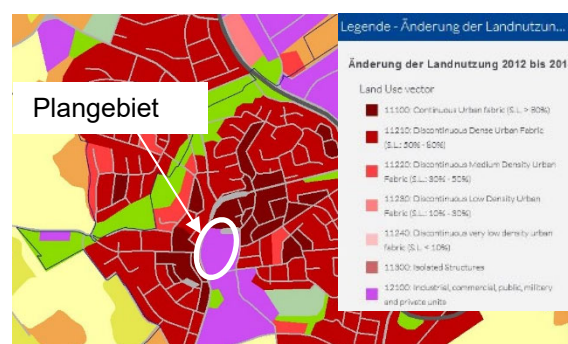 Legende - Änderung der Landnutzun...
Änderung der Landnutzung 2012 bis 201
Plangebiet
Land Use vector
11100: Continuous Urban fabric (S.L. > 80%)
11210: Discontinuous Dense Urban Fabric
(S.L.: 50% - 80%)
11220: Discontinuous Medium Density Urban
Fabric (S.L.: 30% - 50%)
11230: Discontinuous Low Density Urban
Fabric (S.L.: 10% - 30%)
11240: Discontinuous very low density urban
fabric (S.L. < 10%)
11300: Isolated Structures
12100: Industrial, commercial, public, military
and private units